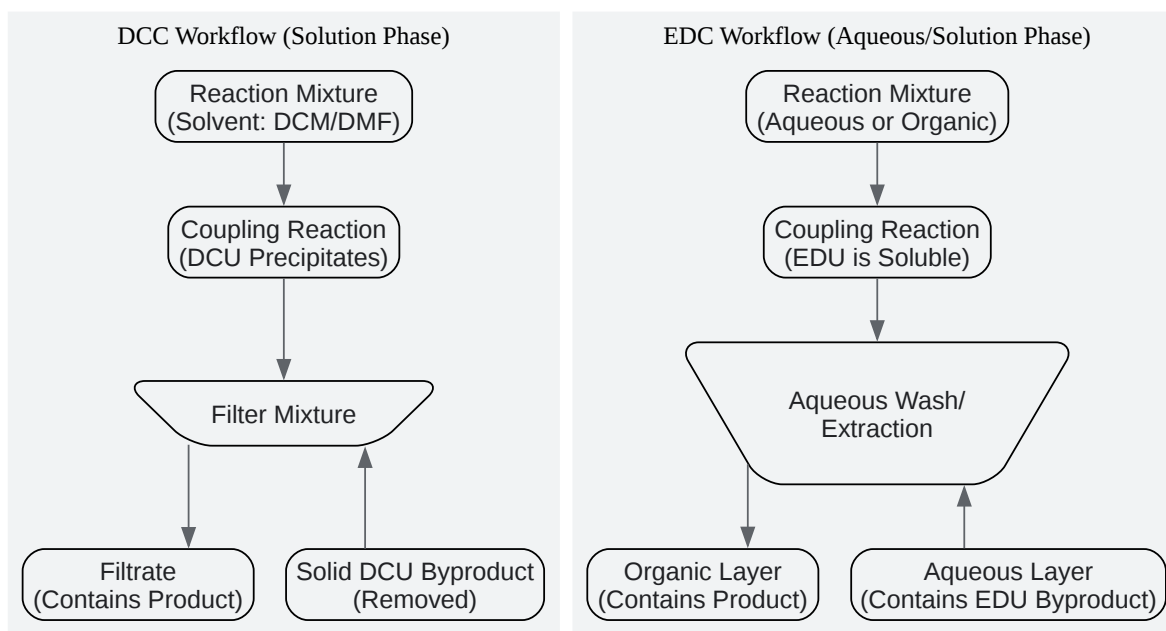 DCC Workflow (Solution Phase)
Reaction Mixture
(Solvent: DCM/DMF)
Coupling Reaction
(DCU Precipitates)
Filter Mixture
Filtrate
(Contains Product)
Solid DCU Byproduct
(Removed)
EDC Workflow (Aqueous/Solution Phase)
Reaction Mixture
(Aqueous or Organic)
Coupling Reaction
(EDU is Soluble)
Aqueous Wash/
Extraction
Organic Layer
(Contains Product)
Aqueous Layer
(Contains EDU Byproduct)